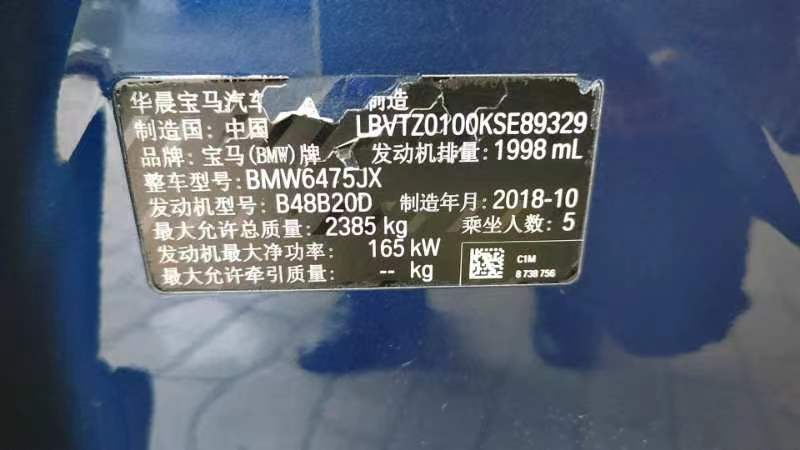 华晨宝马汽车 制造
制造国: 中国 LBVTZ0100KSE89329
品牌: 宝马(BMW)牌 发动机排量: 1998 mL
整车型号: BMW6475JX
发动机型号: B48B20D 制造年月: 2018-10
最大允许总质量: 2385 kg 乘坐人数: 5
发动机最大净功率: 165 kW
最大允许牵引质量: -- kg
C1M
8 738 756